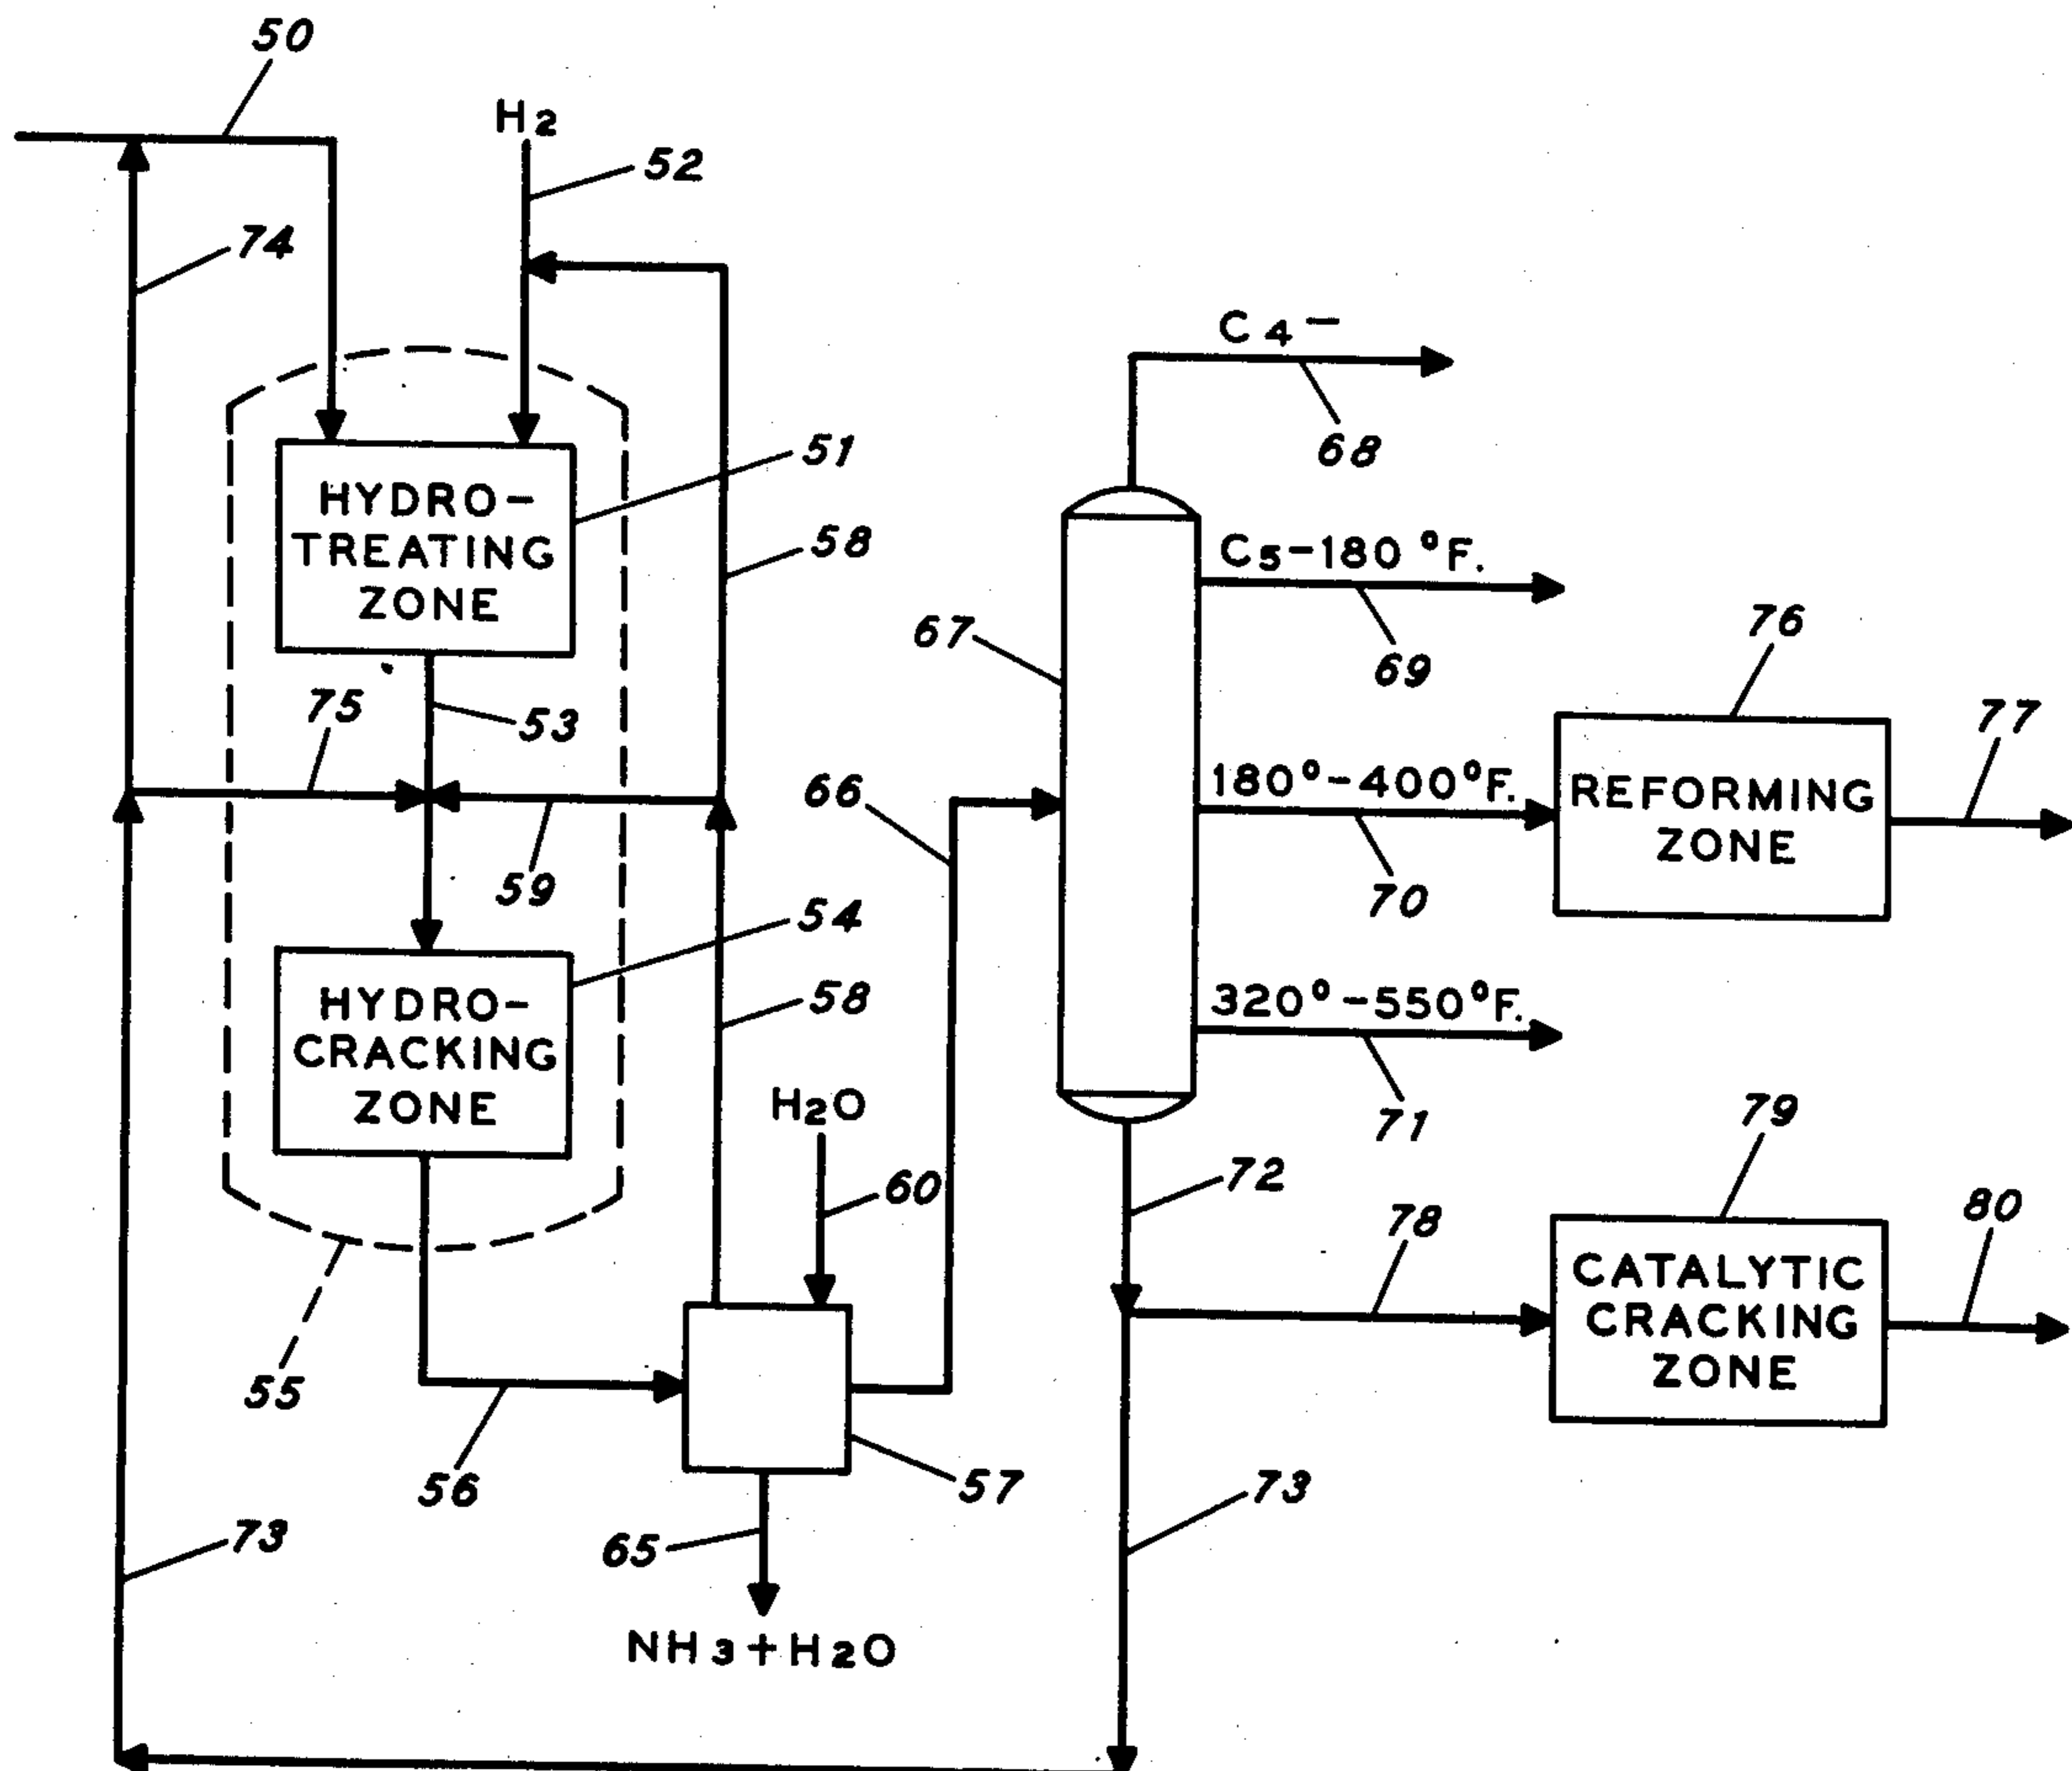 50
H2
52
74
C4-
68
51
HYDRO-
TREATING
ZONE
58
C5-180 °F.
69
67
76
77
75
53
180°-400°F.
REFORMING
ZONE
66
59
70
54
HYDRO-
CRACKING
ZONE
58
320°-550°F.
71
H2O
79
72
60
78
80
CATALYTIC
CRACKING
ZONE
55
56
57
73
73
65
NH3+H2O